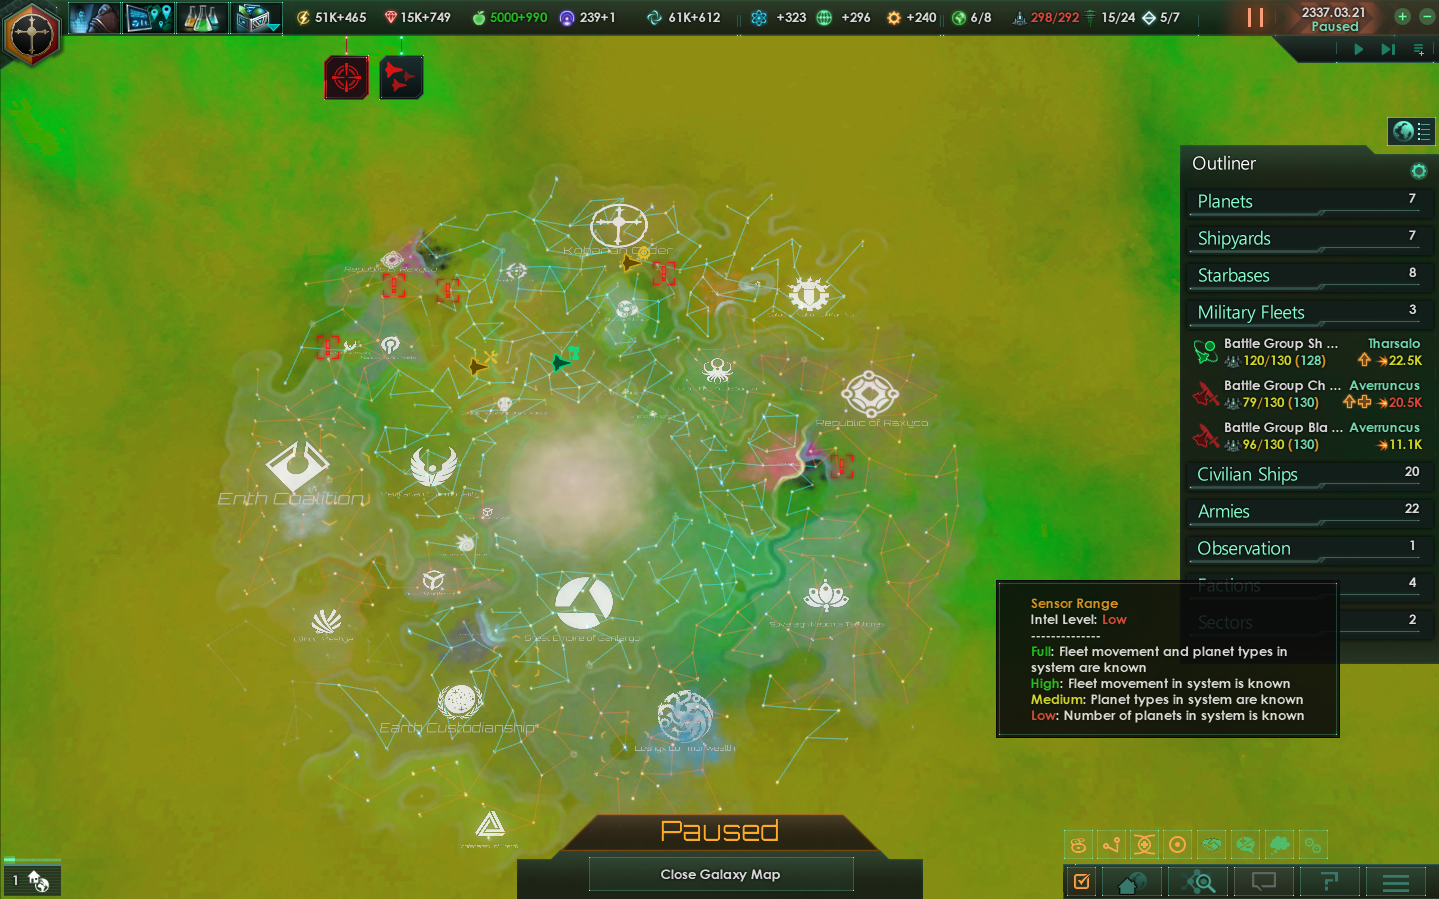 51K+465 15K+749 5000+990 239+1 61K+612 +323 +296 +240 6/8 298/292 15/24 5/7
2337.03.21
Paused
Outliner
Planets 7
Shipyards 7
Starbases 8
Military Fleets 3
Battle Group Sh ... Tharsalo
120/130 (128) 22.5K
Battle Group Ch ... Averruncus
79/130 (130) 20.5K
Battle Group Bla ... Averruncus
96/130 (130) 11.1K
Civilian Ships 20
Armies 22
Observation 1
Factions 4
Sectors 2
Republic of Raxyca
Enth Coalition
Earth Custodianship
Sensor Range
Intel Level: Low
--------------
Full: Fleet movement and planet types in
system are known
High: Fleet movement in system is known
Medium: Planet types in system are known
Low: Number of planets in system is known
Paused
Close Galaxy Map
1